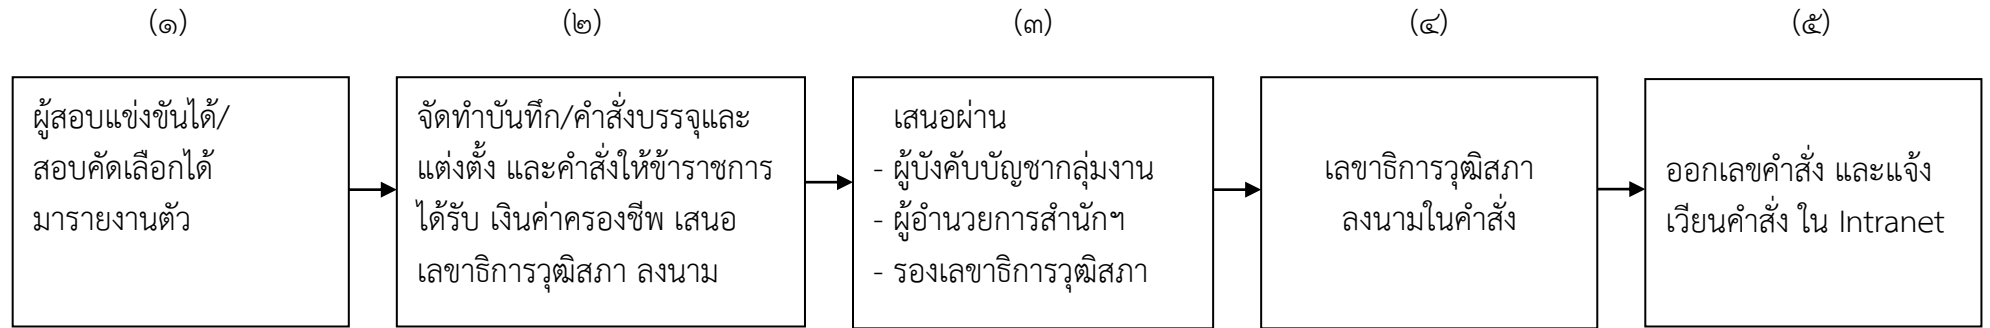 (๑)
(๒)
(๓)
(๔)
(๕)
ผู้สอบแข่งขันได้/
สอบคัดเลือกได้
มารายงานตัว
จัดทำบันทึก/คำสั่งบรรจุและ
แต่งตั้ง และคำสั่งให้ข้าราชการ
ได้รับ เงินค่าครองชีพ เสนอ
เลขาธิการวุฒิสภา ลงนาม
เสนอผ่าน
- ผู้บังคับบัญชากลุ่มงาน
- ผู้อำนวยการสำนักฯ
- รองเลขาธิการวุฒิสภา
เลขาธิการวุฒิสภา
ลงนามในคำสั่ง
ออกเลขคำสั่ง และแจ้ง
เวียนคำสั่ง ใน Intranet